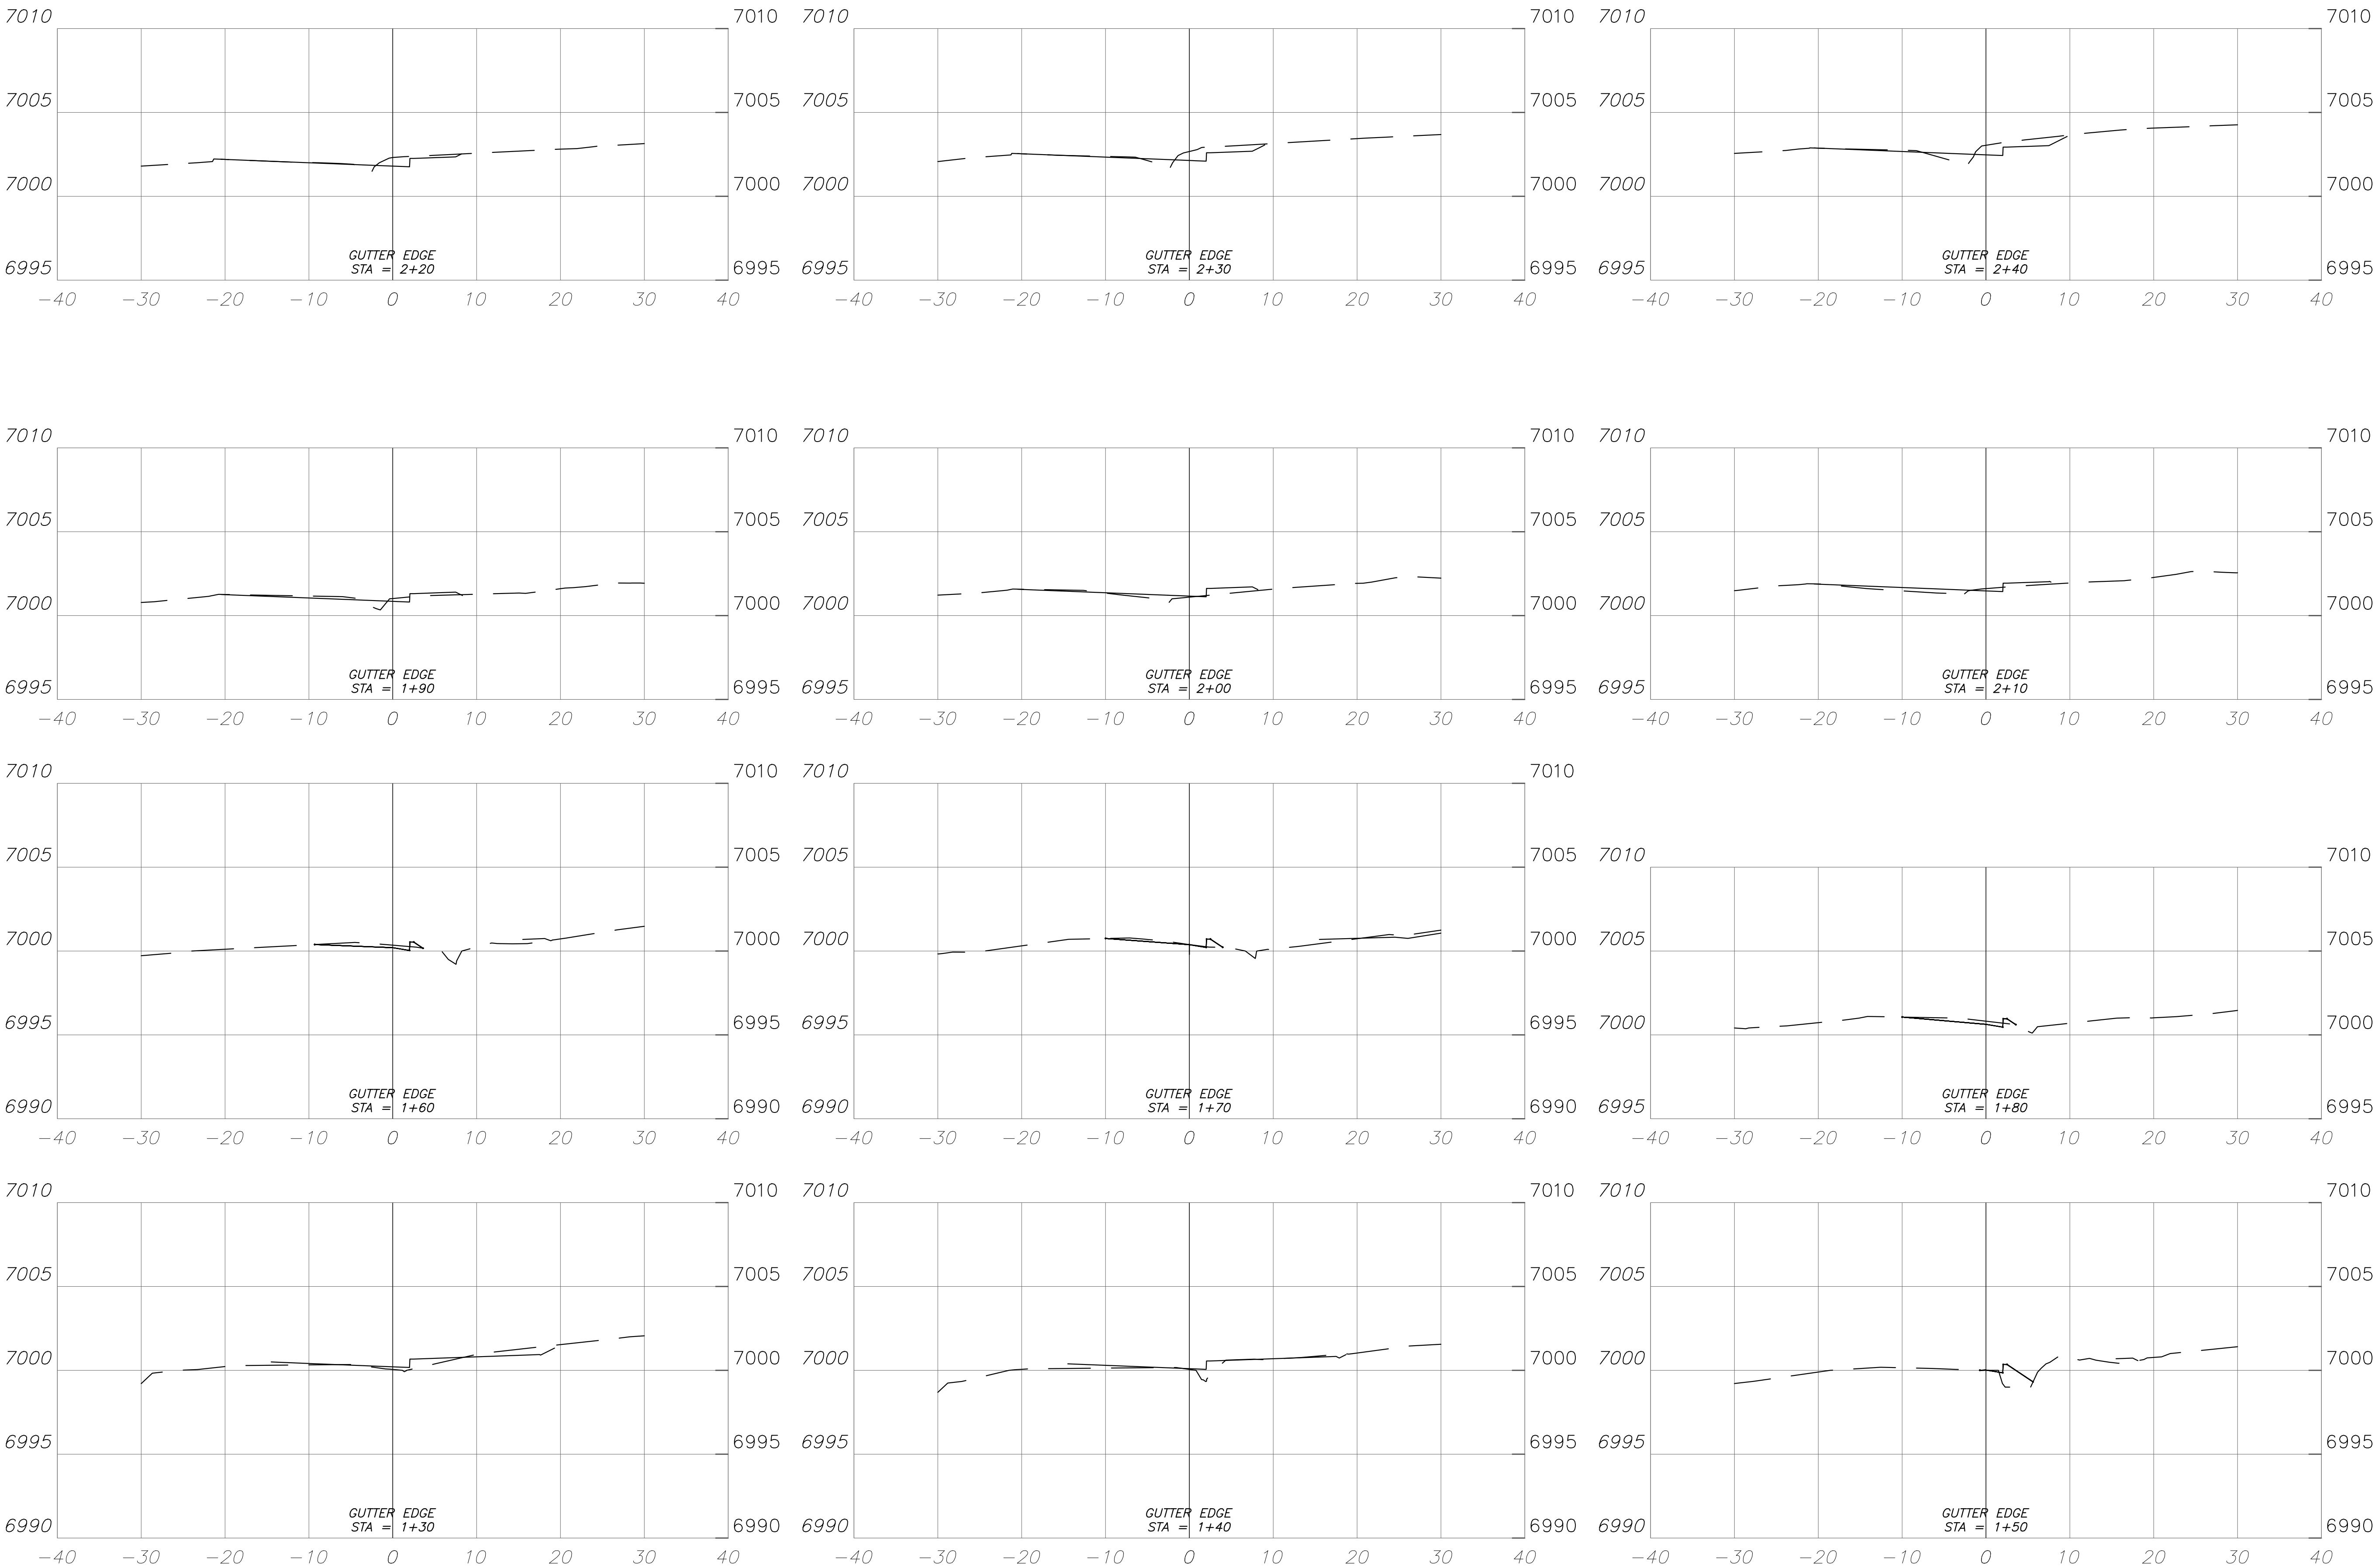 7010 7010 7010 7010 7010 7010
7005 7005 7005 7005 7005 7005
7000 7000 7000 7000 7000 7000
GUTTER EDGE GUTTER EDGE GUTTER EDGE
6995 STA = 2+20 6995 6995 STA = 2+30 6995 6995 STA = 2+40 6995
-40 -30 -20 -10 0 10 20 30 40 -40 -30 -20 -10 0 10 20 30 40 -40 -30 -20 -10 0 10 20 30 40
7010 7010 7010 7010 7010 7010
7005 7005 7005 7005 7005 7005
7000 7000 7000 7000 7000 7000
GUTTER EDGE GUTTER EDGE GUTTER EDGE
6995 STA = 1+90 6995 6995 STA = 2+00 6995 6995 STA = 2+10 6995
-40 -30 -20 -10 0 10 20 30 40 -40 -30 -20 -10 0 10 20 30 40 -40 -30 -20 -10 0 10 20 30 40
7010 7010 7010 7010
7005 7005 7005 7005 7010 7010
7000 7000 7000 7000 7005 7005
6995 6995 6995 6995 7000 7000
GUTTER EDGE GUTTER EDGE GUTTER EDGE
6990 STA = 1+60 6990 6990 STA = 1+70 6990 6995 STA = 1+80 6995
-40 -30 -20 -10 0 10 20 30 40 -40 -30 -20 -10 0 10 20 30 40 -40 -30 -20 -10 0 10 20 30 40
7010 7010 7010 7010 7010 7010
7005 7005 7005 7005 7005 7005
7000 7000 7000 7000 7000 7000
6995 6995 6995 6995 6995 6995
GUTTER EDGE GUTTER EDGE GUTTER EDGE
6990 STA = 1+30 6990 6990 STA = 1+40 6990 6990 STA = 1+50 6990
-40 -30 -20 -10 0 10 20 30 40 -40 -30 -20 -10 0 10 20 30 40 -40 -30 -20 -10 0 10 20 30 40